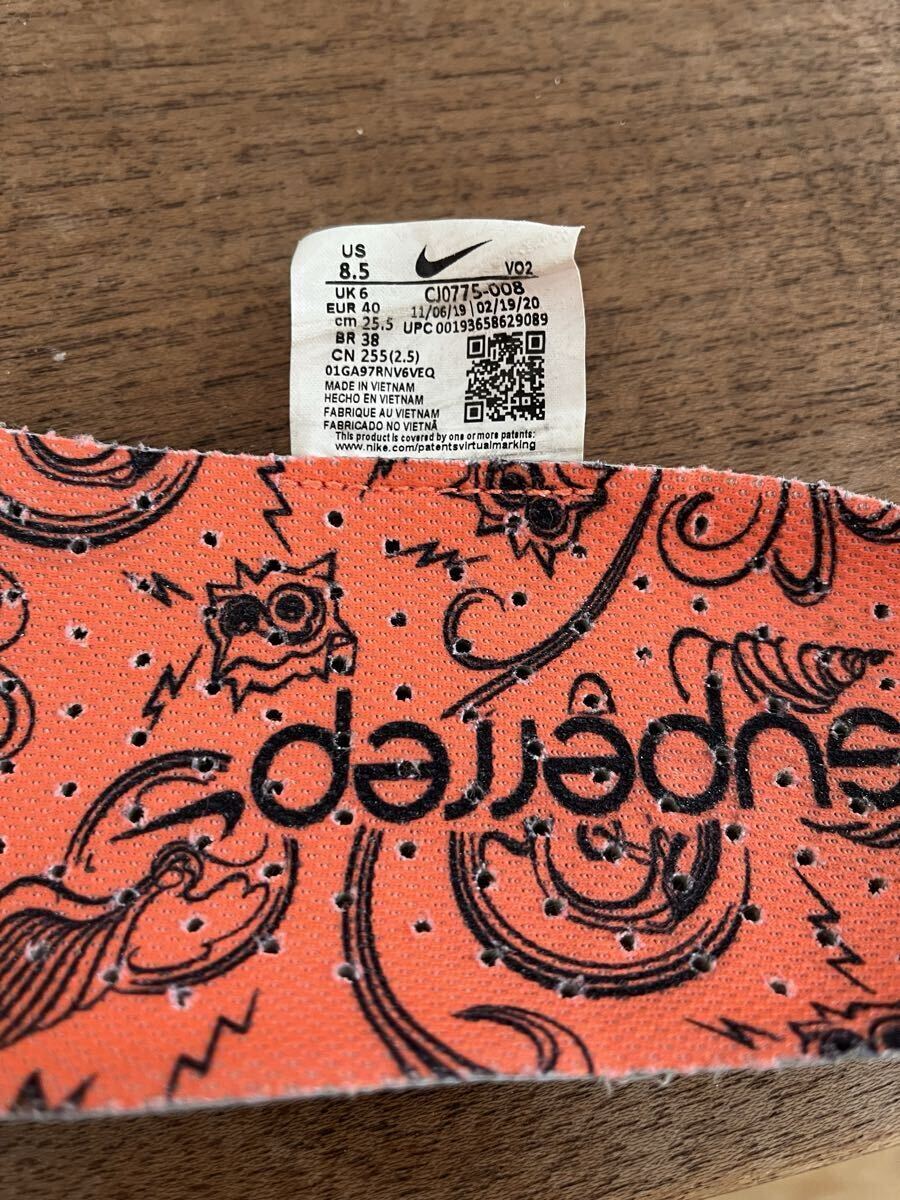 US
8.5
VO2
UK 6
CJ0775-008
EUR 40
11/06/19 | 02/19/20
cm 25.5
UPC 00193658629089
BR 38
CN 255(2.5)
01GA97RNV6VEQ
MADE IN VIETNAM
HECHO EN VIETNAM
FABRIQUE AU VIETNAM
FABRICADO NO VIETNÃ
This product is covered by one or more patents:
www.nike.com/patentsvirtualmarking
superrep